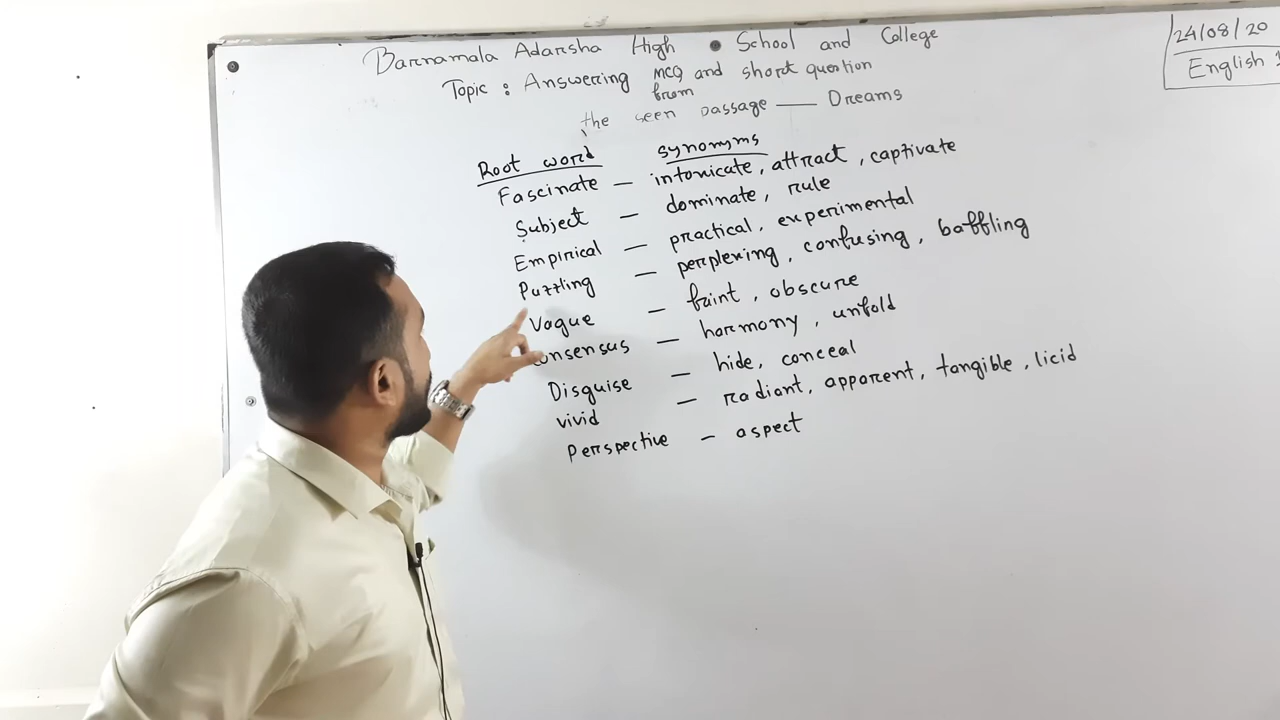 Barnamala Adarsha High School and College
24/08/20
English 1
Topic: Answering MCQ and short question
from
the seen passage — Dreams
Root word synonyms
Fascinate — intoxicate, attract, captivate
Subject — dominate, rule
Empirical — practical, experimental
Puzzling — perplexing, confusing, baffling
Vague — faint, obscure
onsensus — harmony, unfold
Disguise — hide, conceal
vivid — radiant, apparent, tangible, licid
perspective — aspect